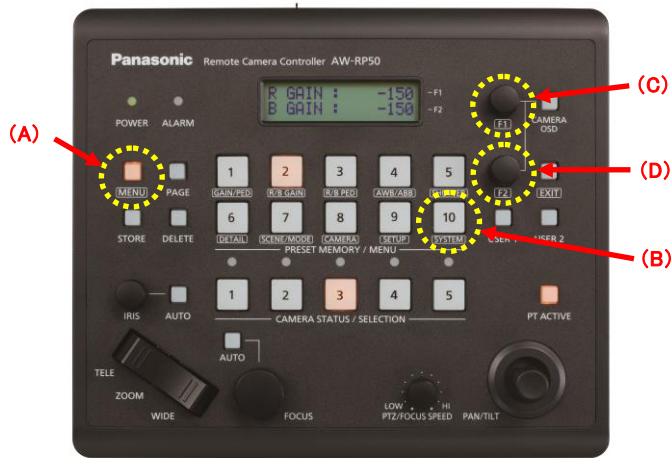 Panasonic Remote Camera Controller AW-RP50
R GAIN : -150 -F1
B GAIN : -150 -F2
(C)
F1
CAMERA
OSD
POWER ALARM
(A)
(D)
1 2 3 4 5
MENU PAGE GAIN/PED R/B GAIN R/B PED AWB/ABB F2 EXIT
6 7 8 9 10
STORE DELETE DETAIL SCENE/MODE CAMERA SETUP SYSTEM USER 1 USER 2
PRESET MEMORY / MENU
(B)
1 2 3 4 5
IRIS AUTO CAMERA STATUS / SELECTION PT ACTIVE
AUTO
TELE
ZOOM
WIDE
FOCUS
LOW HI
PTZ/FOCUS SPEED
PAN/TILT